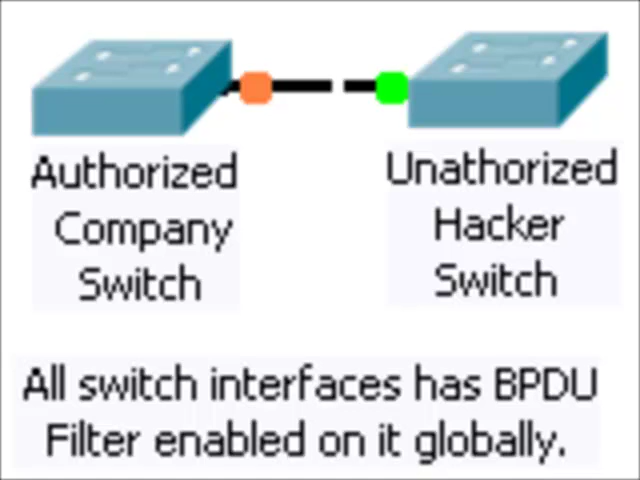 Authorized
Company
Switch
Unathorized
Hacker
Switch
All switch interfaces has BPDU
Filter enabled on it globally.